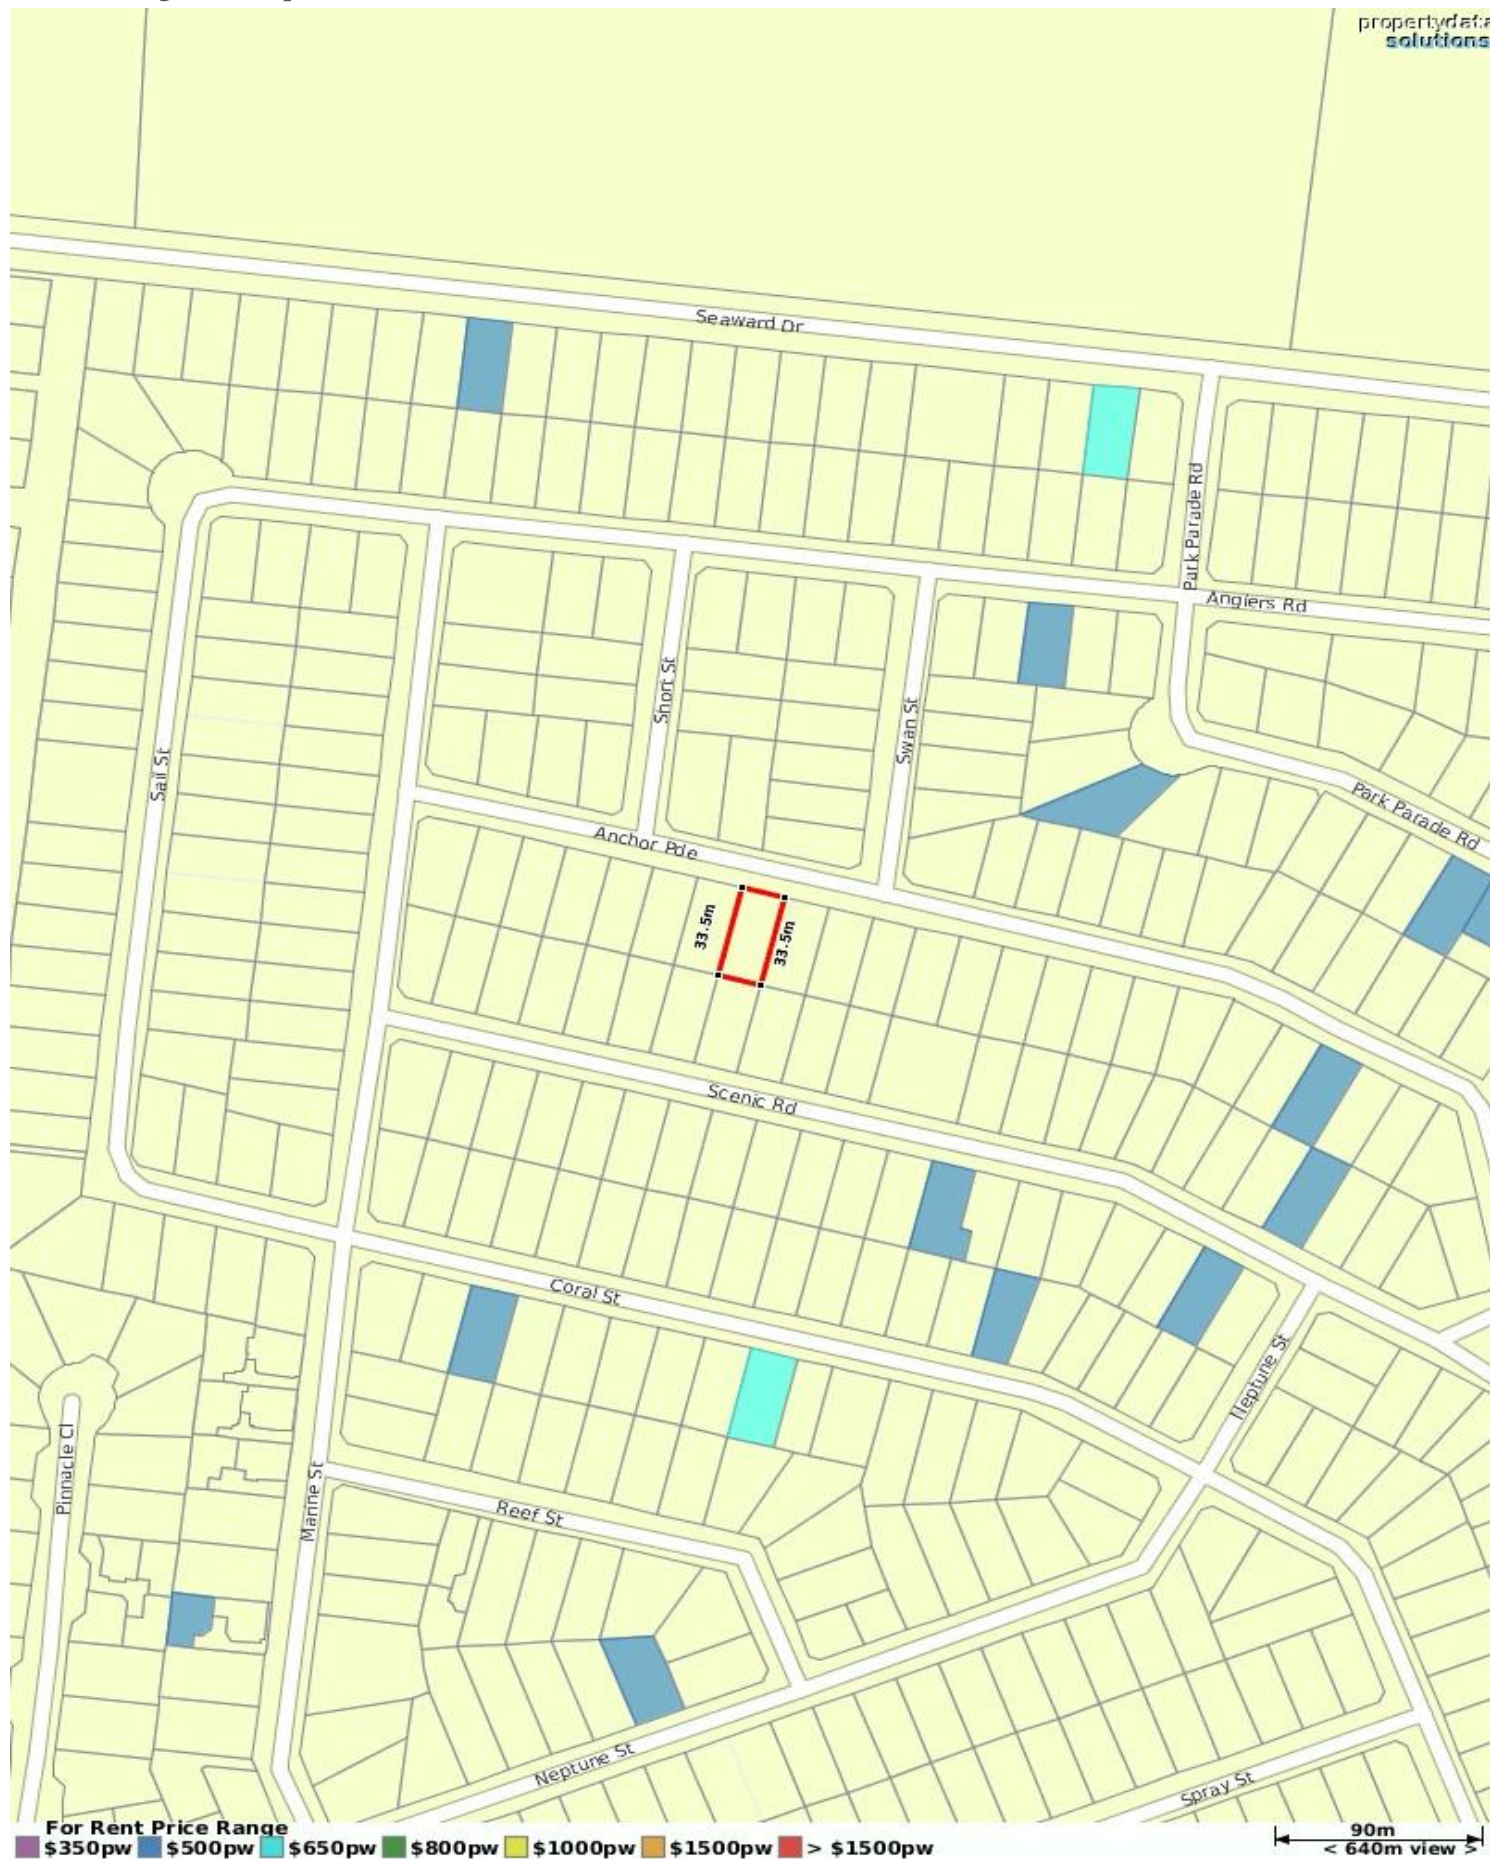 propertydata
solutions
Seaward Dr
Park Parade Rd
Anglers Rd
Short St
Swan St
Sail St
Park Parade Rd
Anchor Pde
33.5m
33.5m
Scenic Rd
Coral St
Neptune St
Pinnacle Cl
Marine St
Reef St
Neptune St
Spray St
For Rent Price Range
$350pw $500pw $650pw $800pw $1000pw $1500pw > $1500pw
90m
< 640m view >